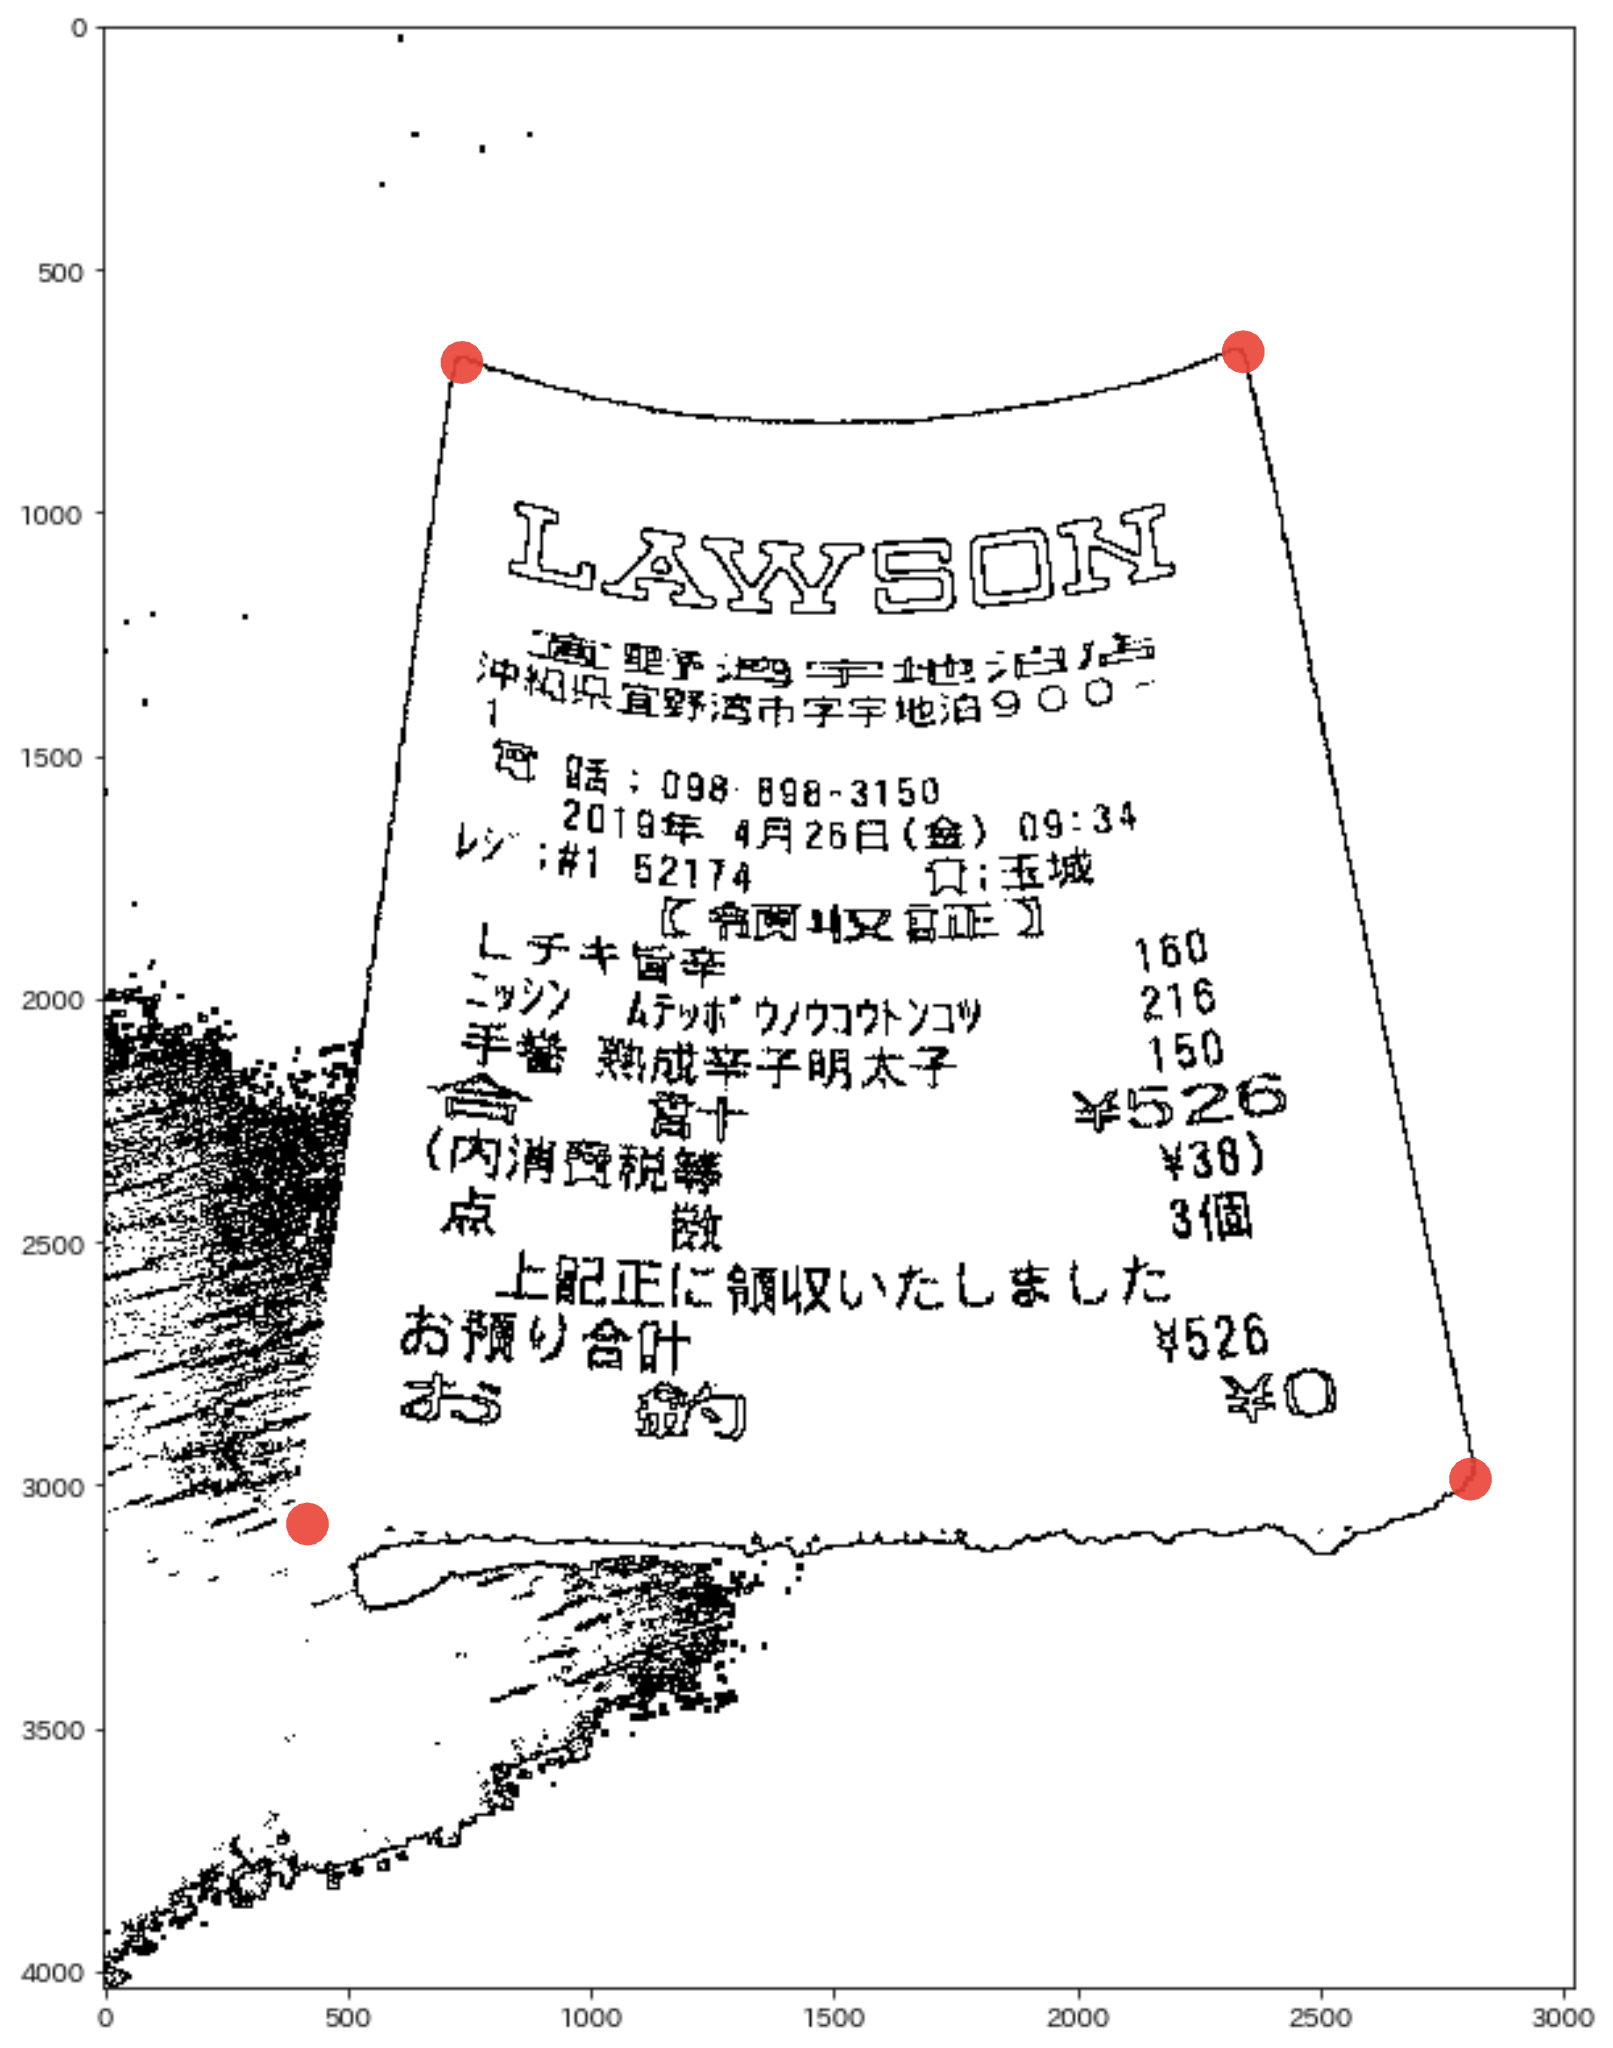 0
500
1000
1500
2000
2500
3000
3500
4000
0
500
1000
1500
2000
2500
3000
LAWSON
宜野湾宇地泊店
沖縄県宜野湾市字宇地泊900-
1
電 話:098-898-3150
2019年 4月26日(金) 09:34
レジ #1 52174 責:玉城
【領収証】
Lチキ旨辛 160
ニッシン ムテッポウノウコウトンコツ 216
手巻 熟成辛子明太子 150
合 計 ¥526
(内消費税等 ¥38)
点 数 3個
上記正に領収いたしました
お預り合計 ¥526
お 釣 ¥0